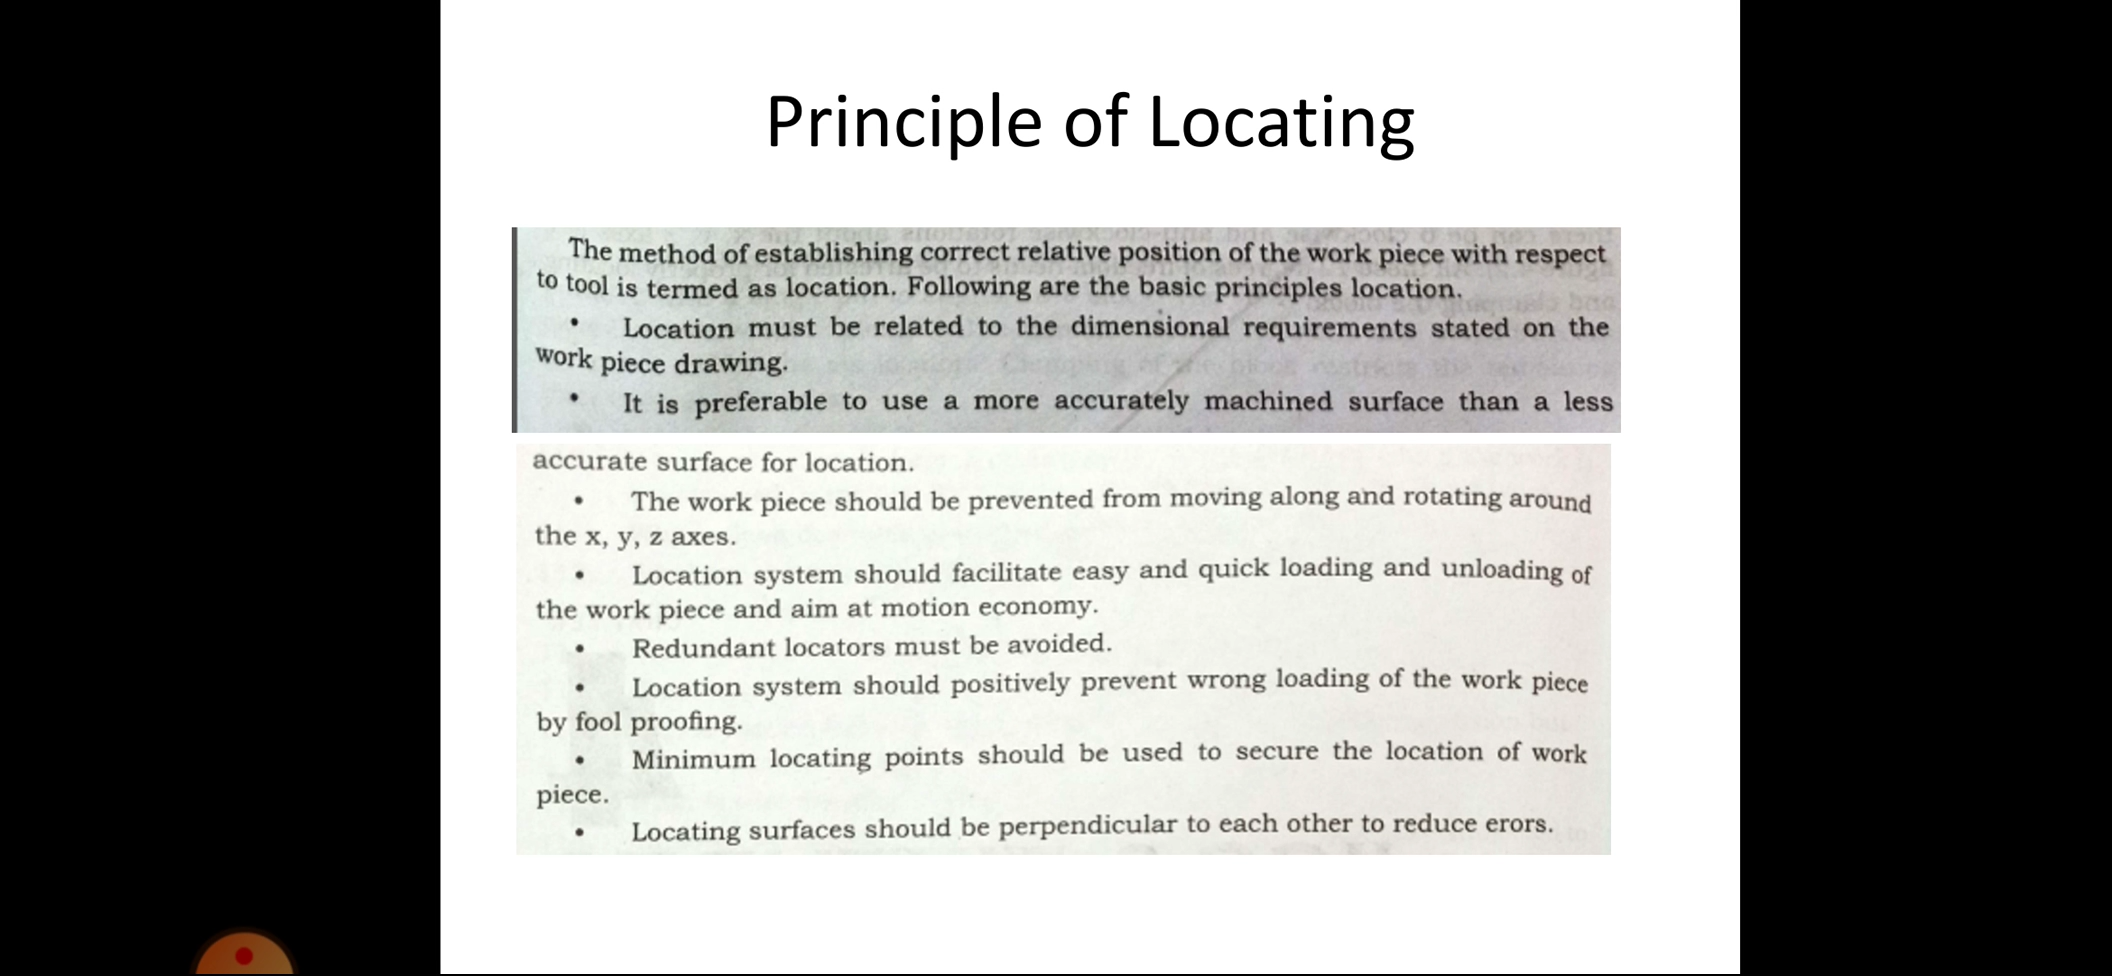 Principle of Locating
The method of establishing correct relative position of the work piece with respect
to tool is termed as location. Following are the basic principles location.
• Location must be related to the dimensional requirements stated on the
work piece drawing.
• It is preferable to use a more accurately machined surface than a less
accurate surface for location.
• The work piece should be prevented from moving along and rotating around
the x, y, z axes.
• Location system should facilitate easy and quick loading and unloading of
the work piece and aim at motion economy.
• Redundant locators must be avoided.
• Location system should positively prevent wrong loading of the work piece
by fool proofing.
• Minimum locating points should be used to secure the location of work
piece.
• Locating surfaces should be perpendicular to each other to reduce erors.